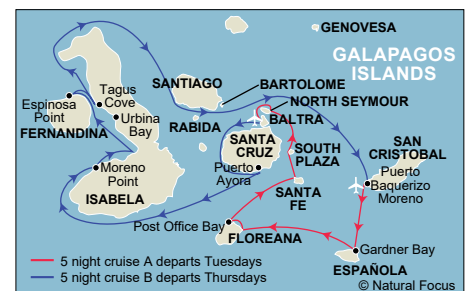 GENOVESA
GALAPAGOS
ISLANDS
SANTIAGO
BARTOLOME
NORTH SEYMOUR
Tagus
Cove
Espinosa
Point
Urbina
Bay
FERNANDINA
RABIDA
BALTRA
SANTA
CRUZ
SOUTH
PLAZA
SAN
CRISTOBAL
Moreno
Point
Puerto
Ayora
Puerto
Baquerizo
Moreno
ISABELA
SANTA
FE
Post Office Bay
FLOREANA
Gardner Bay
ESPAÑOLA
5 night cruise A departs Tuesdays
5 night cruise B departs Thursdays
© Natural Focus